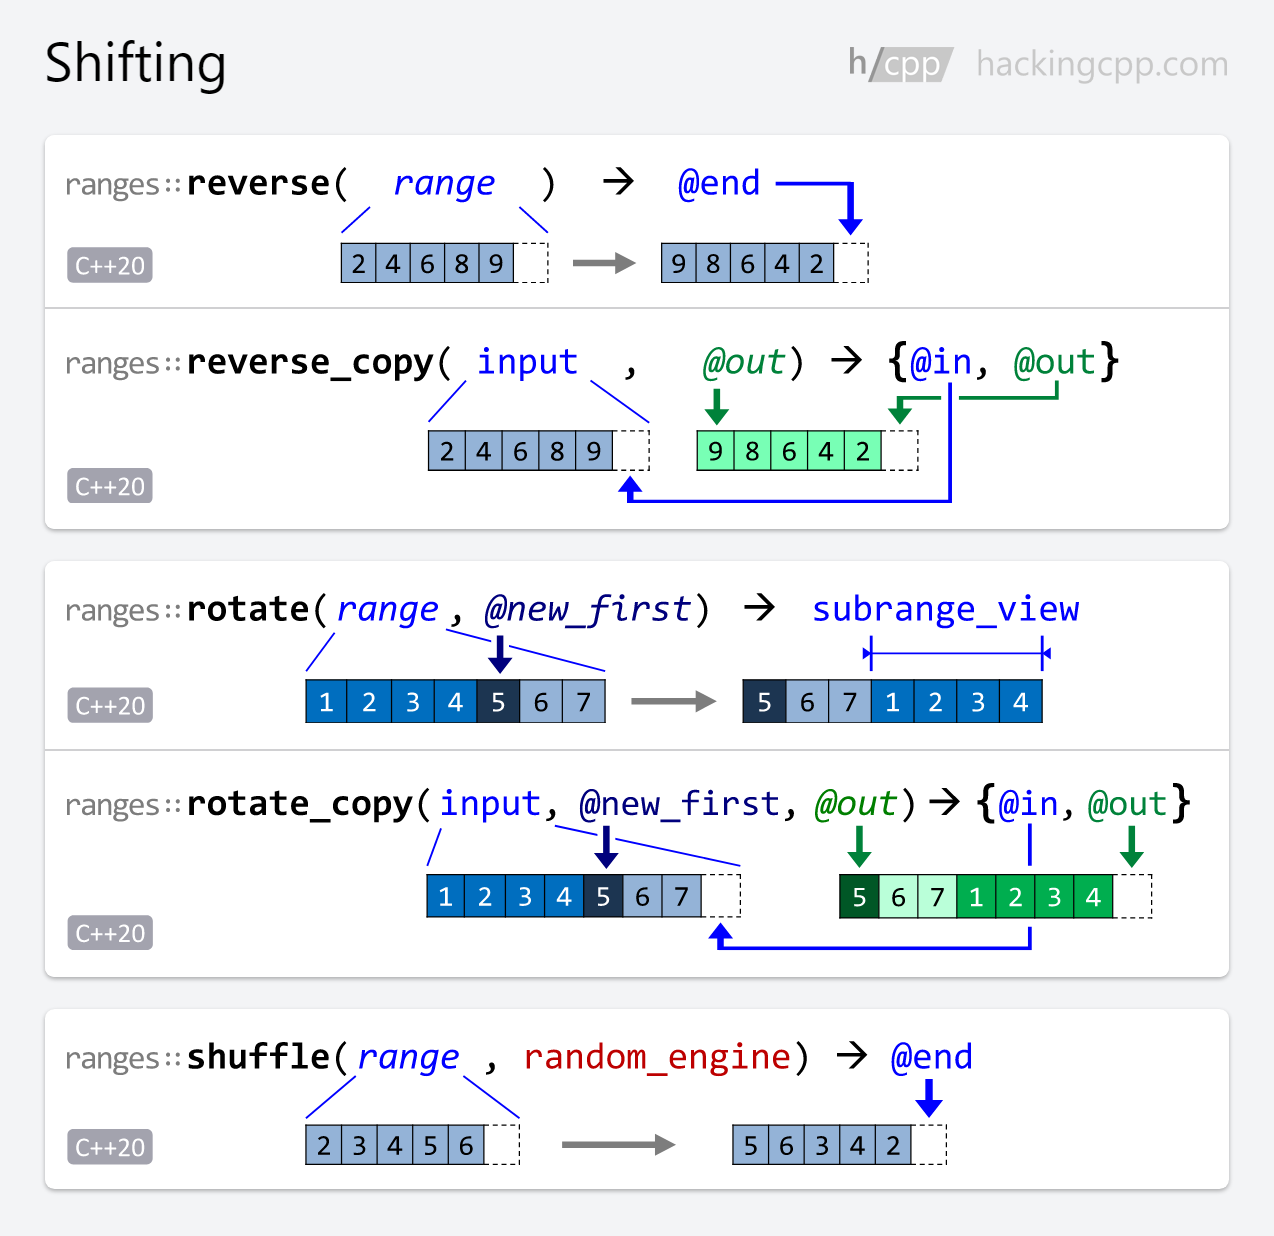 Shifting
h/cpp hackingcpp.com
ranges::reverse( range ) → @end
2 4 6 8 9 9 8 6 4 2
C++20
ranges::reverse_copy( input , @out) → {@in, @out}
2 4 6 8 9 9 8 6 4 2
C++20
ranges::rotate(range, @new_first) → subrange_view
1 2 3 4 5 6 7 5 6 7 1 2 3 4
C++20
ranges::rotate_copy(input, @new_first, @out) → {@in, @out}
1 2 3 4 5 6 7 5 6 7 1 2 3 4
C++20
ranges::shuffle(range , random_engine) → @end
2 3 4 5 6 5 6 3 4 2
C++20